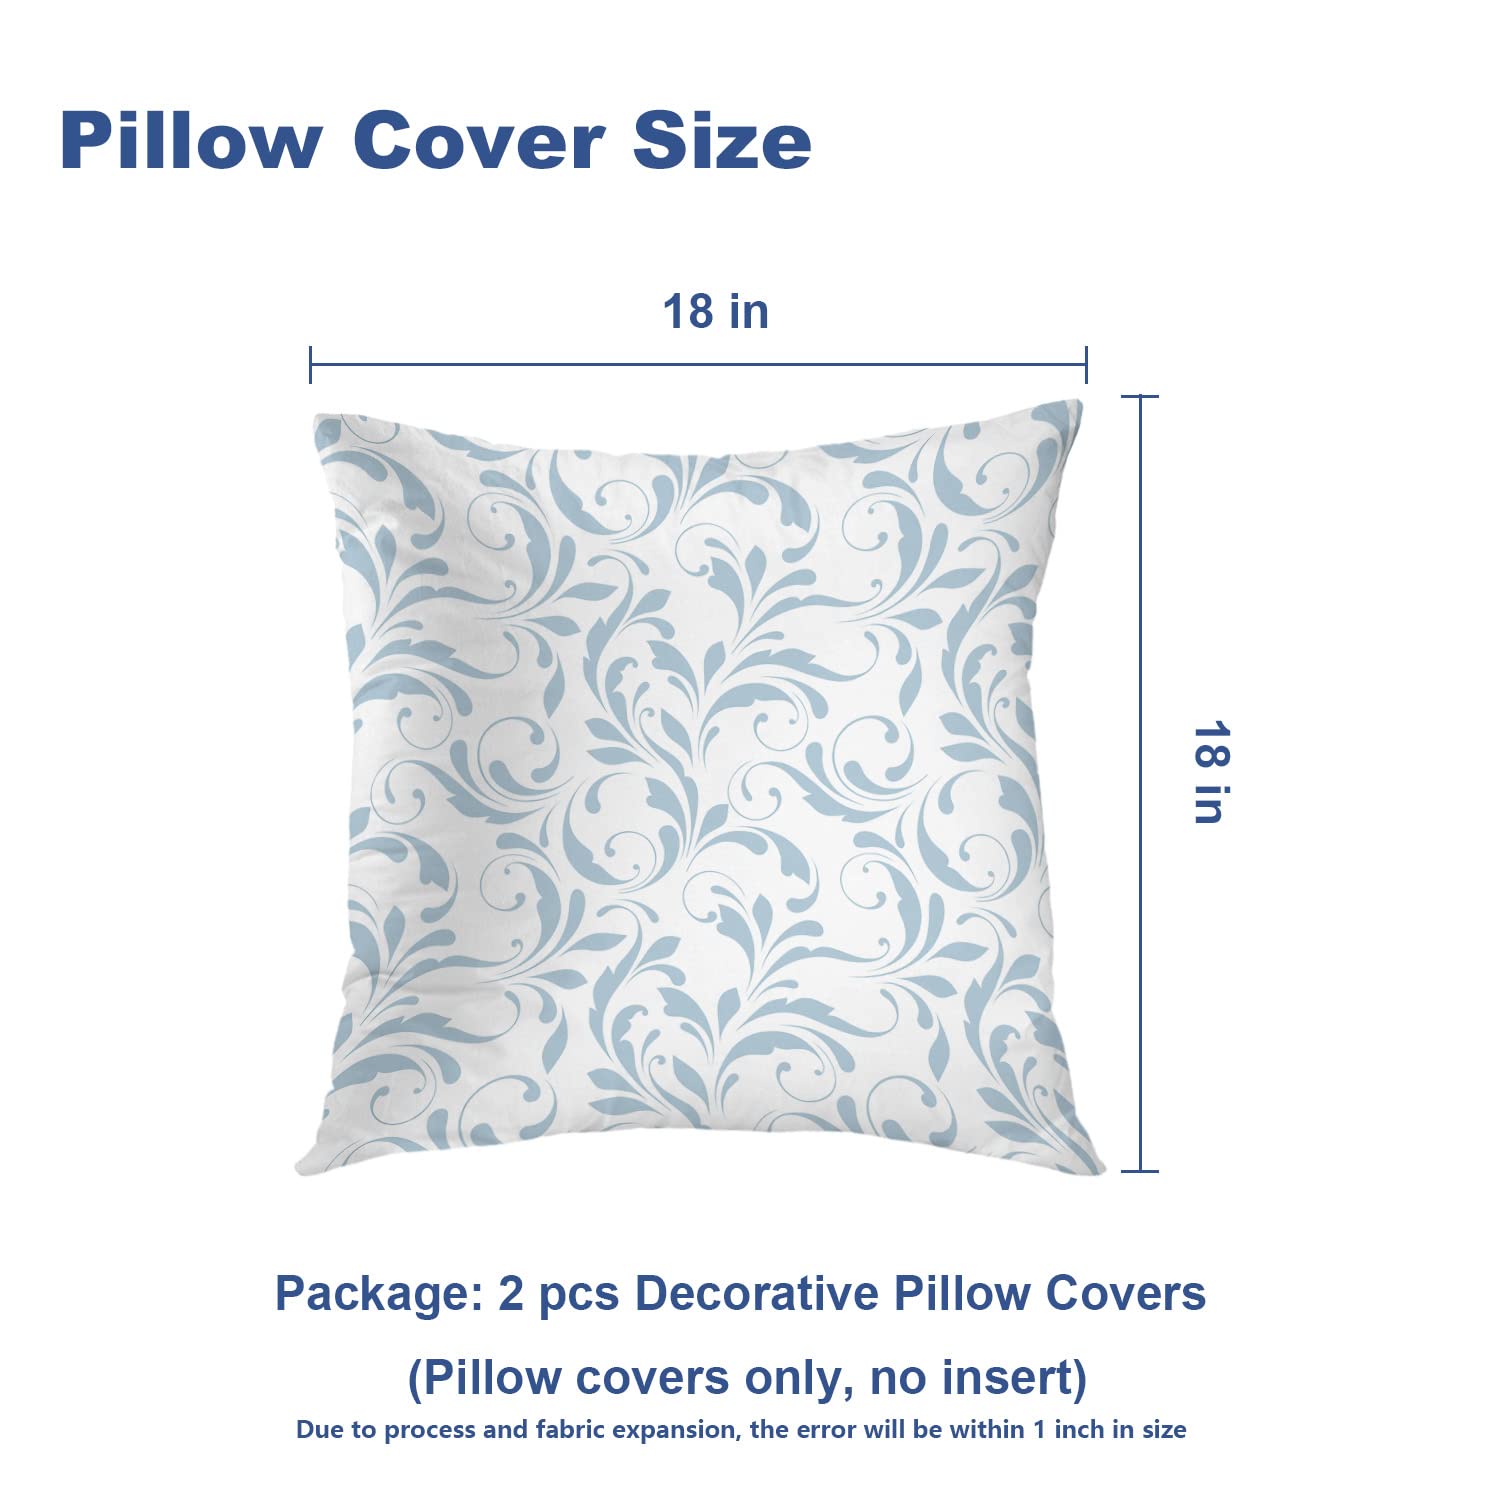 Pillow Cover Size
18 in
18 in
Package: 2 pcs Decorative Pillow Covers
(Pillow covers only, no insert)
Due to process and fabric expansion, the error will be within 1 inch in size